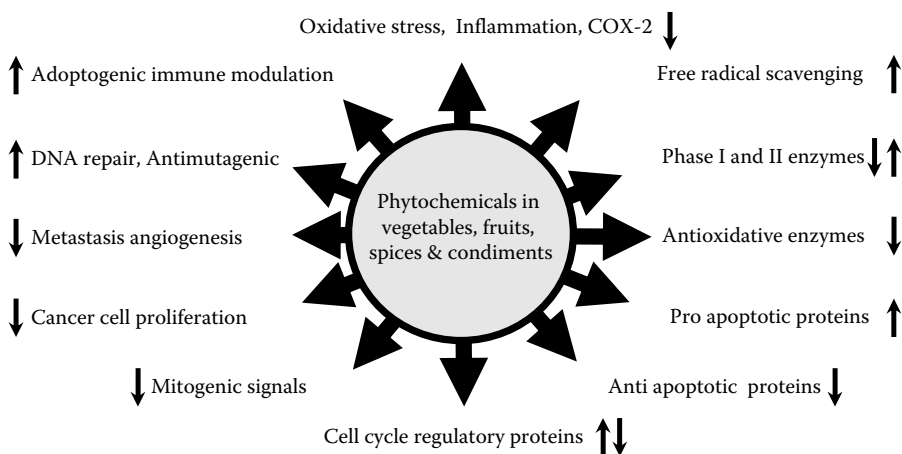 Oxidative stress, Inflammation, COX-2 ↓
↑ Adoptogenic immune modulation
Free radical scavenging ↑
↑ DNA repair, Antimutagenic
Phase I and II enzymes ↓↑
Phytochemicals in
vegetables, fruits,
spices & condiments
↓ Metastasis angiogenesis
Antioxidative enzymes ↓
↓ Cancer cell proliferation
Pro apoptotic proteins ↑
↓ Mitogenic signals
Anti apoptotic proteins ↓
Cell cycle regulatory proteins ↑↓